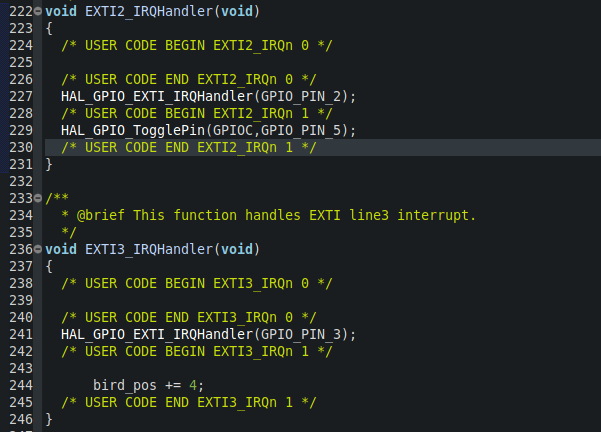 222 void EXTI2_IRQHandler(void)
223 {
224   /* USER CODE BEGIN EXTI2_IRQn 0 */
225
226   /* USER CODE END EXTI2_IRQn 0 */
227   HAL_GPIO_EXTI_IRQHandler(GPIO_PIN_2);
228   /* USER CODE BEGIN EXTI2_IRQn 1 */
229   HAL_GPIO_TogglePin(GPIOC,GPIO_PIN_5);
230   /* USER CODE END EXTI2_IRQn 1 */
231 }
232
233 /**
234   * @brief This function handles EXTI line3 interrupt.
235   */
236 void EXTI3_IRQHandler(void)
237 {
238   /* USER CODE BEGIN EXTI3_IRQn 0 */
239
240   /* USER CODE END EXTI3_IRQn 0 */
241   HAL_GPIO_EXTI_IRQHandler(GPIO_PIN_3);
242   /* USER CODE BEGIN EXTI3_IRQn 1 */
243
244       bird_pos += 4;
245   /* USER CODE END EXTI3_IRQn 1 */
246 }